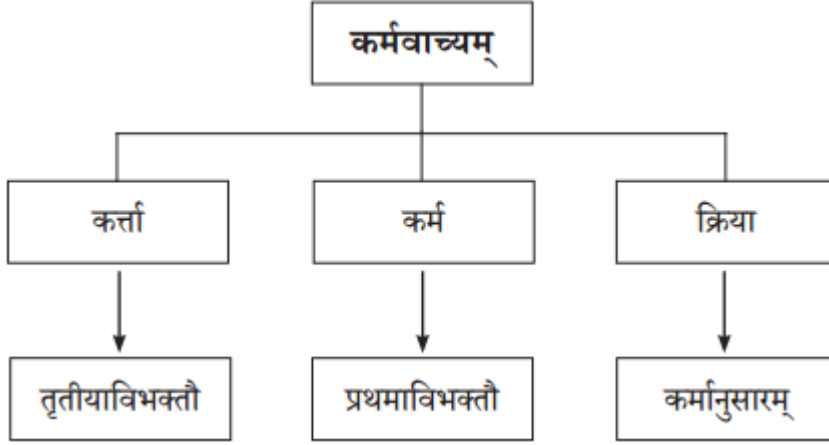 कर्मवाच्यम्
कर्त्ता
कर्म
क्रिया
तृतीयाविभक्तौ
प्रथमाविभक्तौ
कर्मानुसारम्